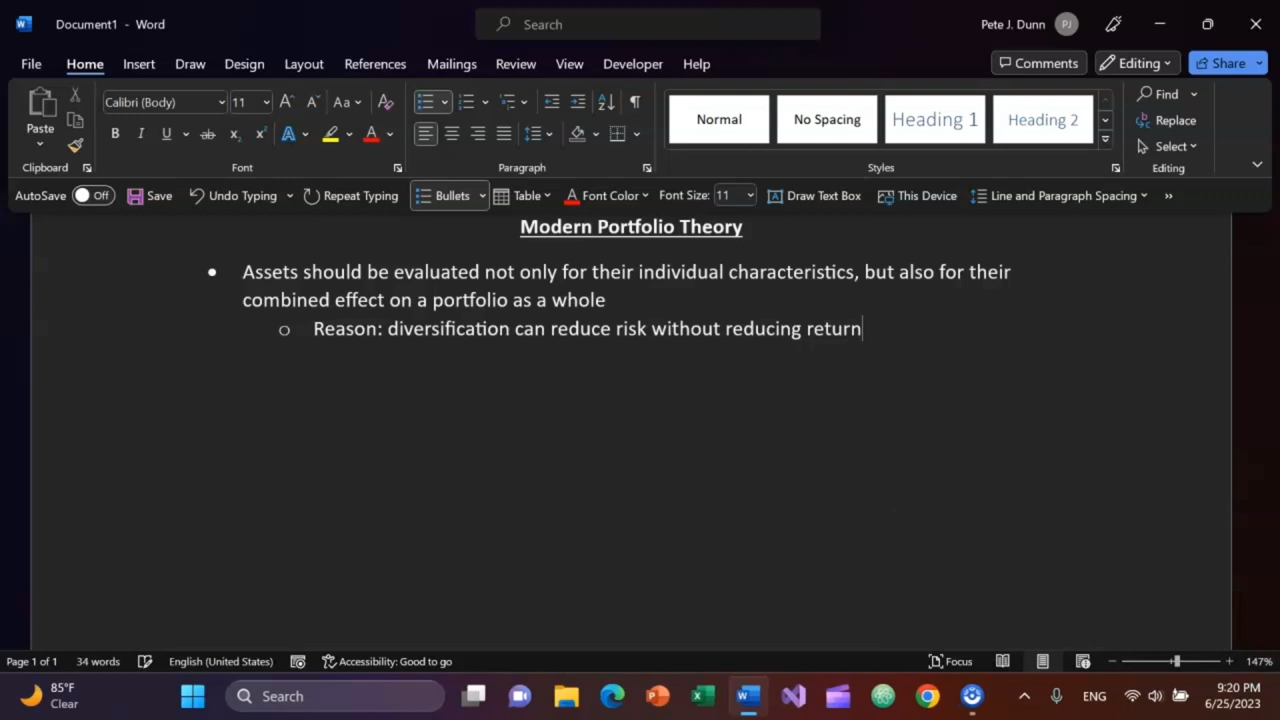 Document1 - Word
Search
Pete J. Dunn
PJ
File Home Insert Draw Design Layout References Mailings Review View Developer Help
Comments
Editing
Share
Paste
Clipboard
Calibri (Body)
11
Aa
B I U ab x₂ x² A A
Font
Paragraph
Normal
No Spacing
Heading 1
Heading 2
Styles
Find
Replace
Select
Editing
AutoSave Off Save Undo Typing Repeat Typing Bullets Table Font Color Font Size: 11 Draw Text Box This Device Line and Paragraph Spacing
Modern Portfolio Theory
• Assets should be evaluated not only for their individual characteristics, but also for their
combined effect on a portfolio as a whole
o Reason: diversification can reduce risk without reducing return
Page 1 of 1 34 words English (United States) Accessibility: Good to go Focus 147%
85°F
Clear
Search
ENG
9:20 PM
6/25/2023